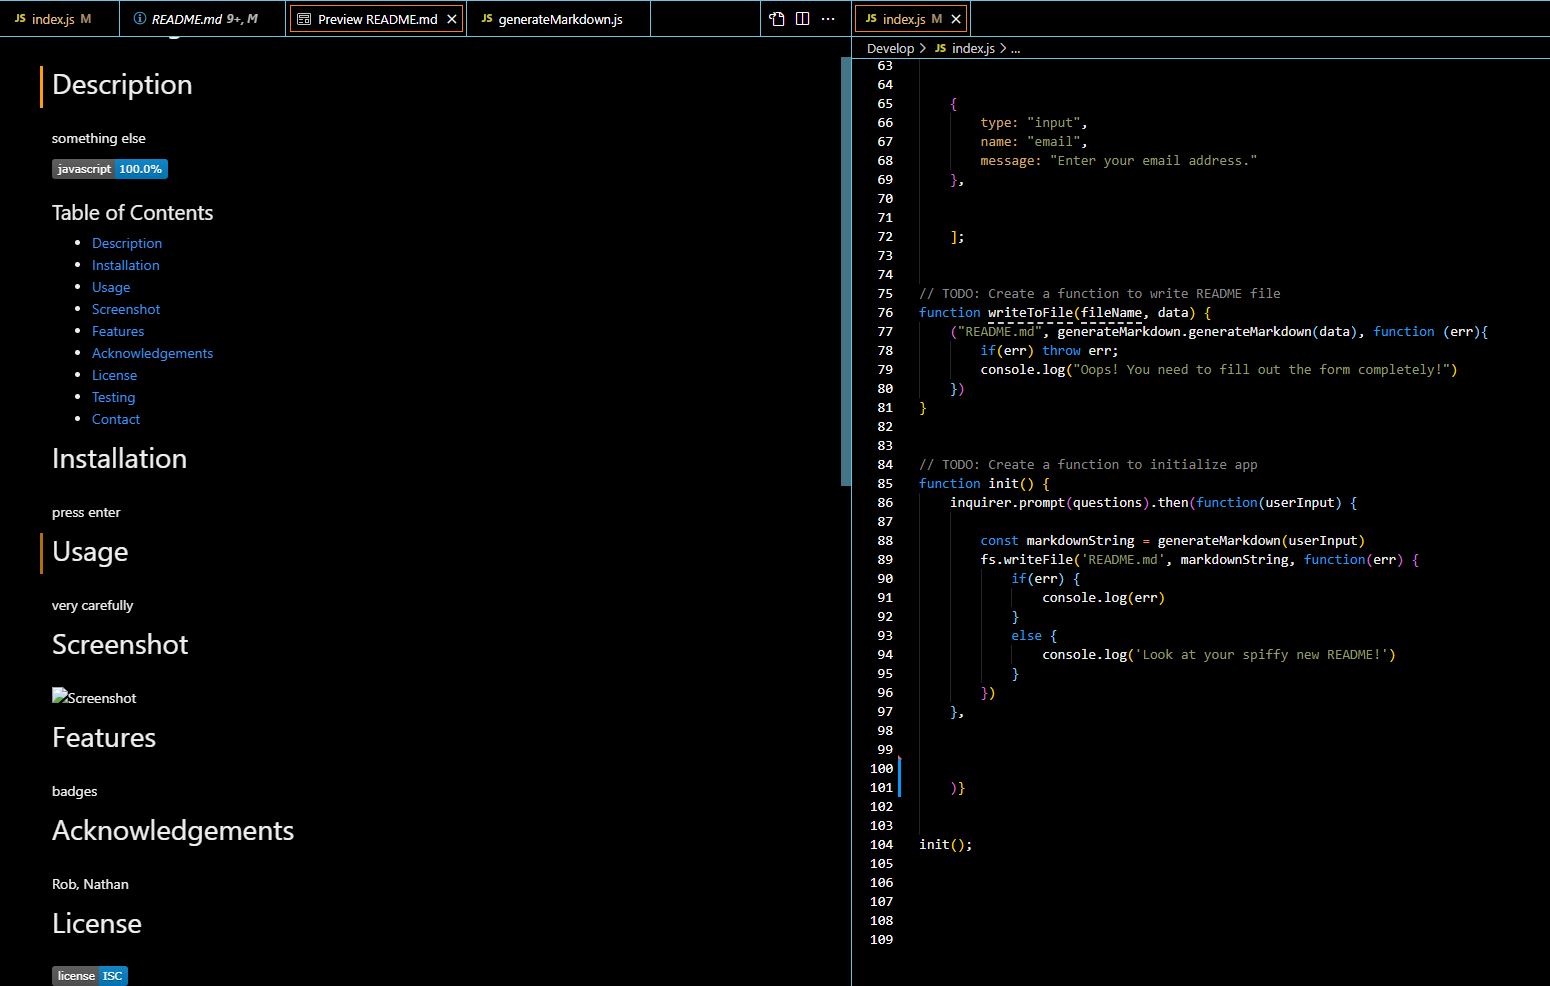 JS index.js M
README.md 9+, M
Preview README.md
JS generateMarkdown.js
...
Description
something else
javascript 100.0%
Table of Contents
Description
Installation
Usage
Screenshot
Features
Acknowledgements
License
Testing
Contact
Installation
press enter
Usage
very carefully
Screenshot
Screenshot
Features
badges
Acknowledgements
Rob, Nathan
License
license ISC
JS index.js M
Develop > JS index.js > ...
63
64
65 {
66 type: "input",
67 name: "email",
68 message: "Enter your email address."
69 },
70
71
72 ];
73
74
75 // TODO: Create a function to write README file
76 function writeToFile(fileName, data) {
77 ("README.md", generateMarkdown.generateMarkdown(data), function (err){
78 if(err) throw err;
79 console.log("Oops! You need to fill out the form completely!")
80 })
81 }
82
83
84 // TODO: Create a function to initialize app
85 function init() {
86 inquirer.prompt(questions).then(function(userInput) {
87
88 const markdownString = generateMarkdown(userInput)
89 fs.writeFile('README.md', markdownString, function(err) {
90 if(err) {
91 console.log(err)
92 }
93 else {
94 console.log('Look at your spiffy new README!')
95 }
96 })
97 },
98
99
100
101 )}
102
103
104 init();
105
106
107
108
109